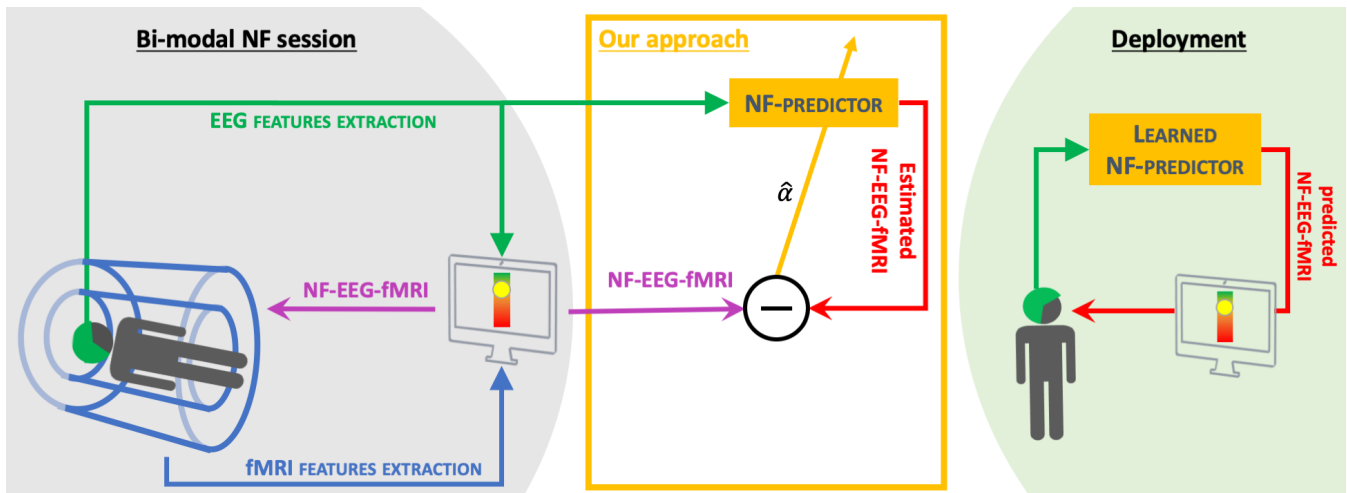 Bi-modal NF session
EEG FEATURES EXTRACTION
NF-EEG-fMRI
fMRI FEATURES EXTRACTION
Our approach
NF-PREDICTOR
Estimated
NF-EEG-fMRI
α̂
NF-EEG-fMRI
Deployment
LEARNED
NF-PREDICTOR
predicted
NF-EEG-fMRI